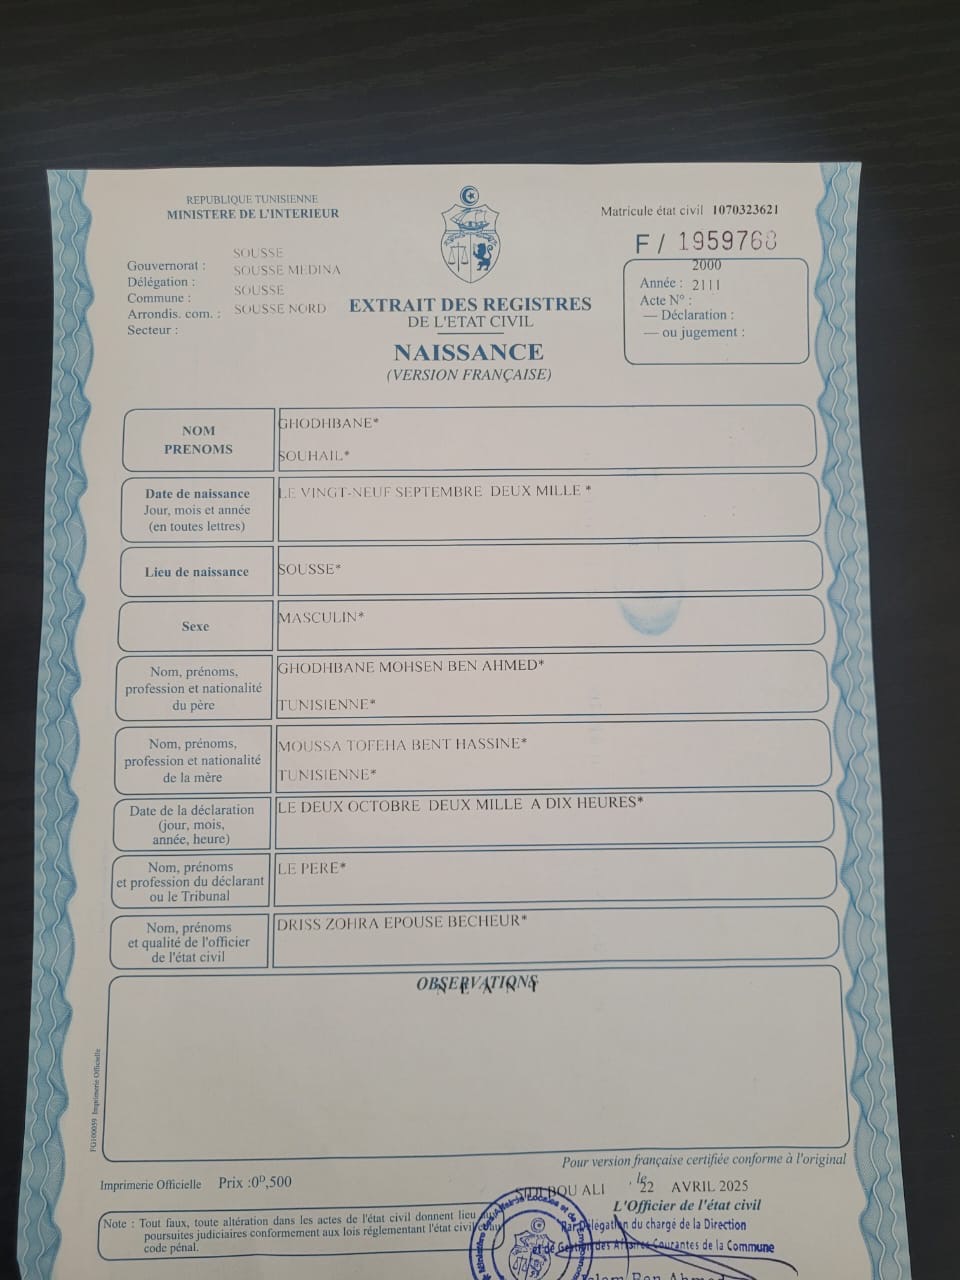 REPUBLIQUE TUNISIENNE
MINISTERE DE L'INTERIEUR
Matricule état civil 1070323621
F / 1959768
Gouvernorat : SOUSSE
Délégation : SOUSSE MEDINA
Commune : SOUSSE
Arrondis. com. : SOUSSE NORD
Secteur :
EXTRAIT DES REGISTRES
DE L'ETAT CIVIL
NAISSANCE
(VERSION FRANÇAISE)
2000
Année : 2111
Acte N° :
— Déclaration :
— ou jugement :
NOM
PRENOMS
GHODHBANE*
SOUHAIL*
Date de naissance
Jour, mois et année
(en toutes lettres)
LE VINGT-NEUF SEPTEMBRE DEUX MILLE *
Lieu de naissance
SOUSSE*
Sexe
MASCULIN*
Nom, prénoms,
profession et nationalité
du père
GHODHBANE MOHSEN BEN AHMED*
TUNISIENNE*
Nom, prénoms,
profession et nationalité
de la mère
MOUSSA TOFEHA BENT HASSINE*
TUNISIENNE*
Date de la déclaration
(jour, mois,
année, heure)
LE DEUX OCTOBRE DEUX MILLE A DIX HEURES*
Nom, prénoms
et profession du déclarant
ou le Tribunal
LE PERE*
Nom, prénoms
et qualité de l'officier
de l'état civil
DRISS ZOHRA EPOUSE BECHEUR*
OBSERVATIONS
N E A N T
FG100059 Imprimerie Officielle
Pour version française certifiée conforme à l'original
Imprimerie Officielle Prix :0ᴰ,500
BOU ALI , le 22 AVRIL 2025
L'Officier de l'état civil
Note : Tout faux, toute altération dans les actes de l'état civil donnent lieu aux
poursuites judiciaires conformement aux lois réglementant l'état civil et au
code pénal.
Par Délégation du chargé de la Direction
et de Gestion des Affaires Courantes de la Commune